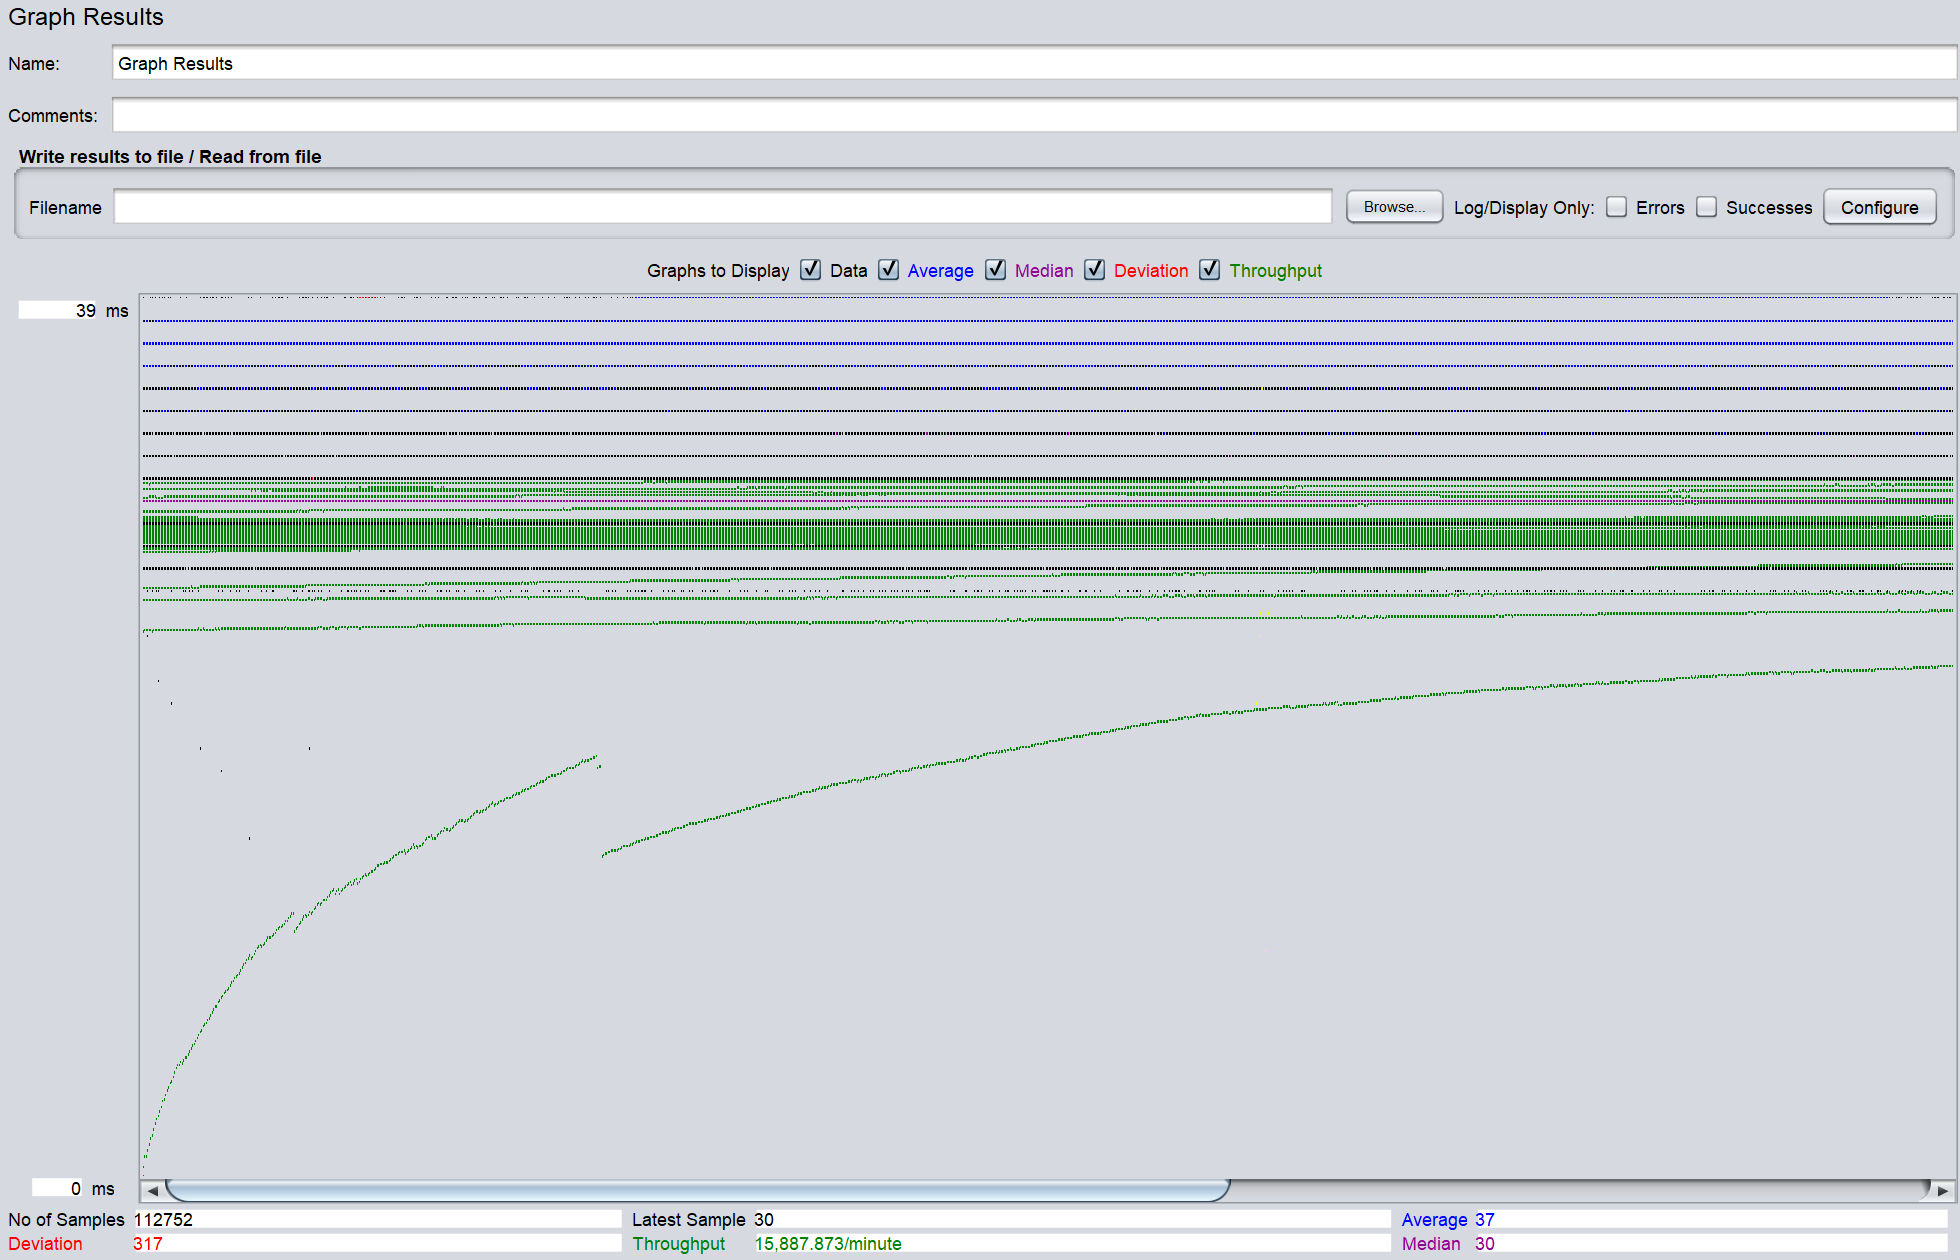 Graph Results
Name: Graph Results
Comments:
Write results to file / Read from file
Filename Browse... Log/Display Only: Errors Successes Configure
Graphs to Display Data Average Median Deviation Throughput
39 ms
0 ms
No of Samples 112752 Latest Sample 30 Average 37
Deviation 317 Throughput 15,887.873/minute Median 30